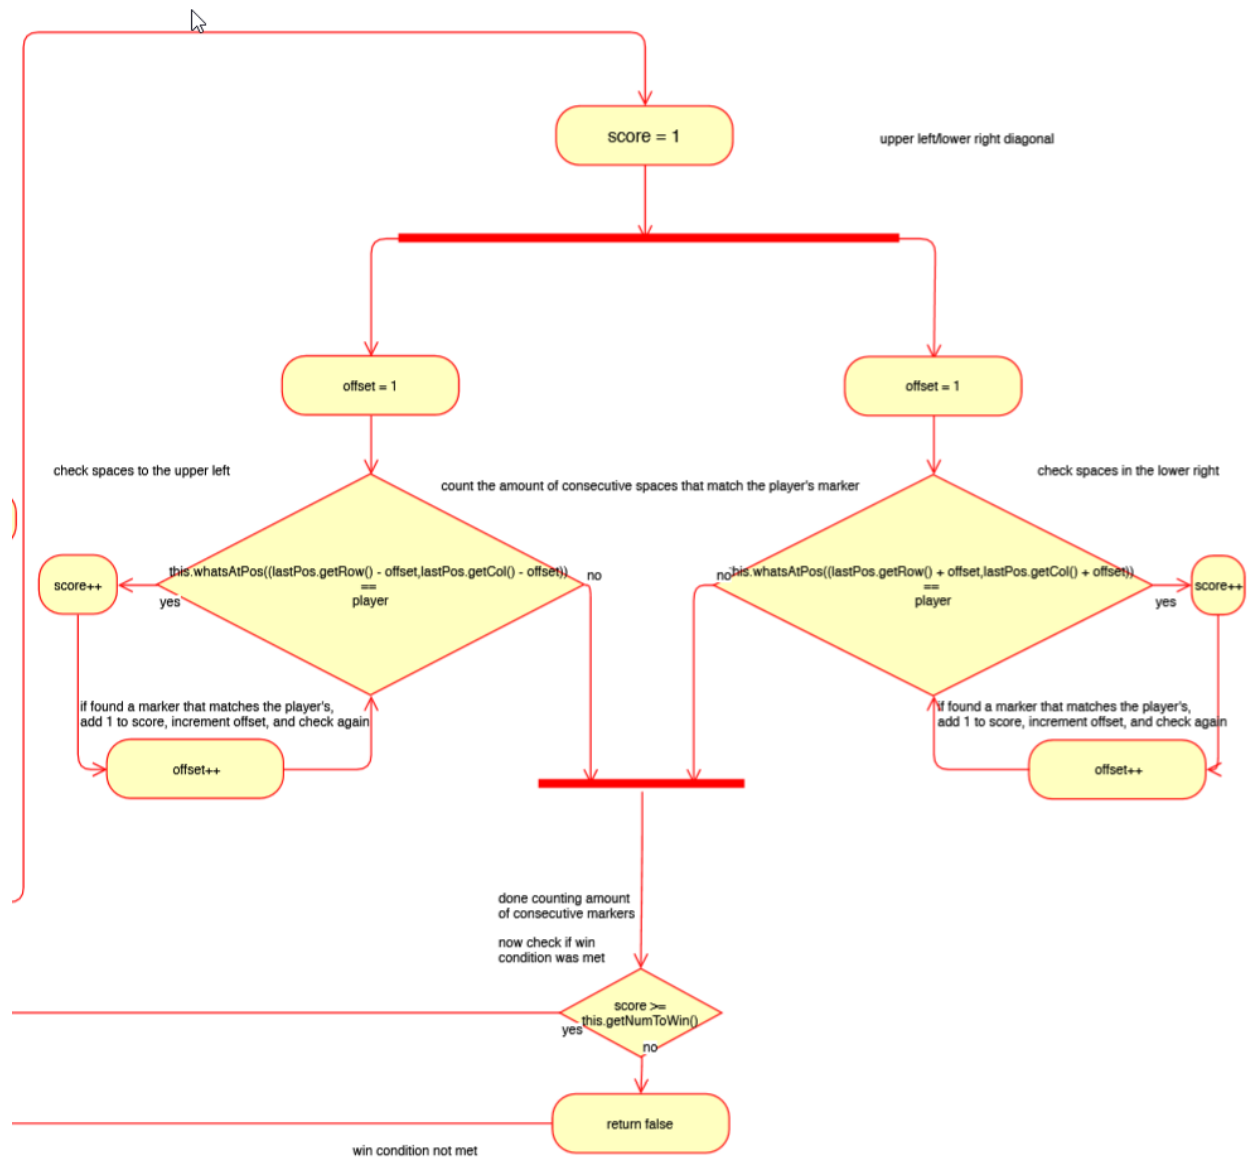 score = 1
upper left/lower right diagonal
offset = 1
offset = 1
check spaces to the upper left
check spaces in the lower right
count the amount of consecutive spaces that match the player's marker
this.whatsAtPos((lastPos.getRow() - offset,lastPos.getCol() - offset))
==
player
no
yes
score++
no
this.whatsAtPos((lastPos.getRow() + offset,lastPos.getCol() + offset))
==
player
yes
score++
if found a marker that matches the player's,
add 1 to score, increment offset, and check again
offset++
if found a marker that matches the player's,
add 1 to score, increment offset, and check again
offset++
done counting amount
of consecutive markers
now check if win
condition was met
score >=
this.getNumToWin()
yes
no
return false
win condition not met